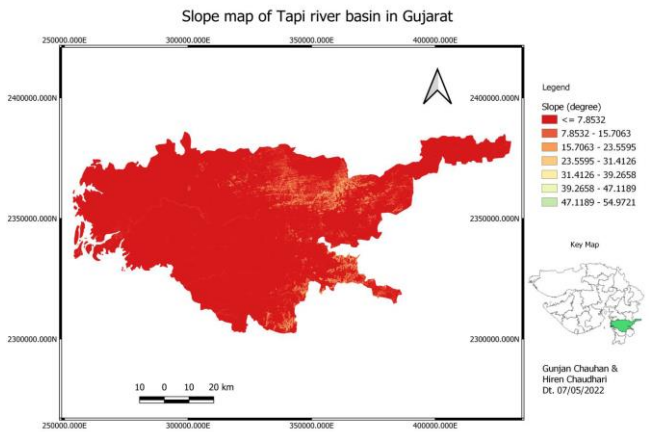 Slope map of Tapi river basin in Gujarat
250000.000E 300000.000E 350000.000E 400000.000E
2400000.000N 2400000.000N
2350000.000N 2350000.000N
2300000.000N 2300000.000N
10 0 10 20 km
250000.000E 300000.000E 350000.000E 400000.000E
Legend
Slope (degree)
<= 7.8532
7.8532 - 15.7063
15.7063 - 23.5595
23.5595 - 31.4126
31.4126 - 39.2658
39.2658 - 47.1189
47.1189 - 54.9721
Key Map
Gunjan Chauhan &
Hiren Chaudhari
Dt. 07/05/2022